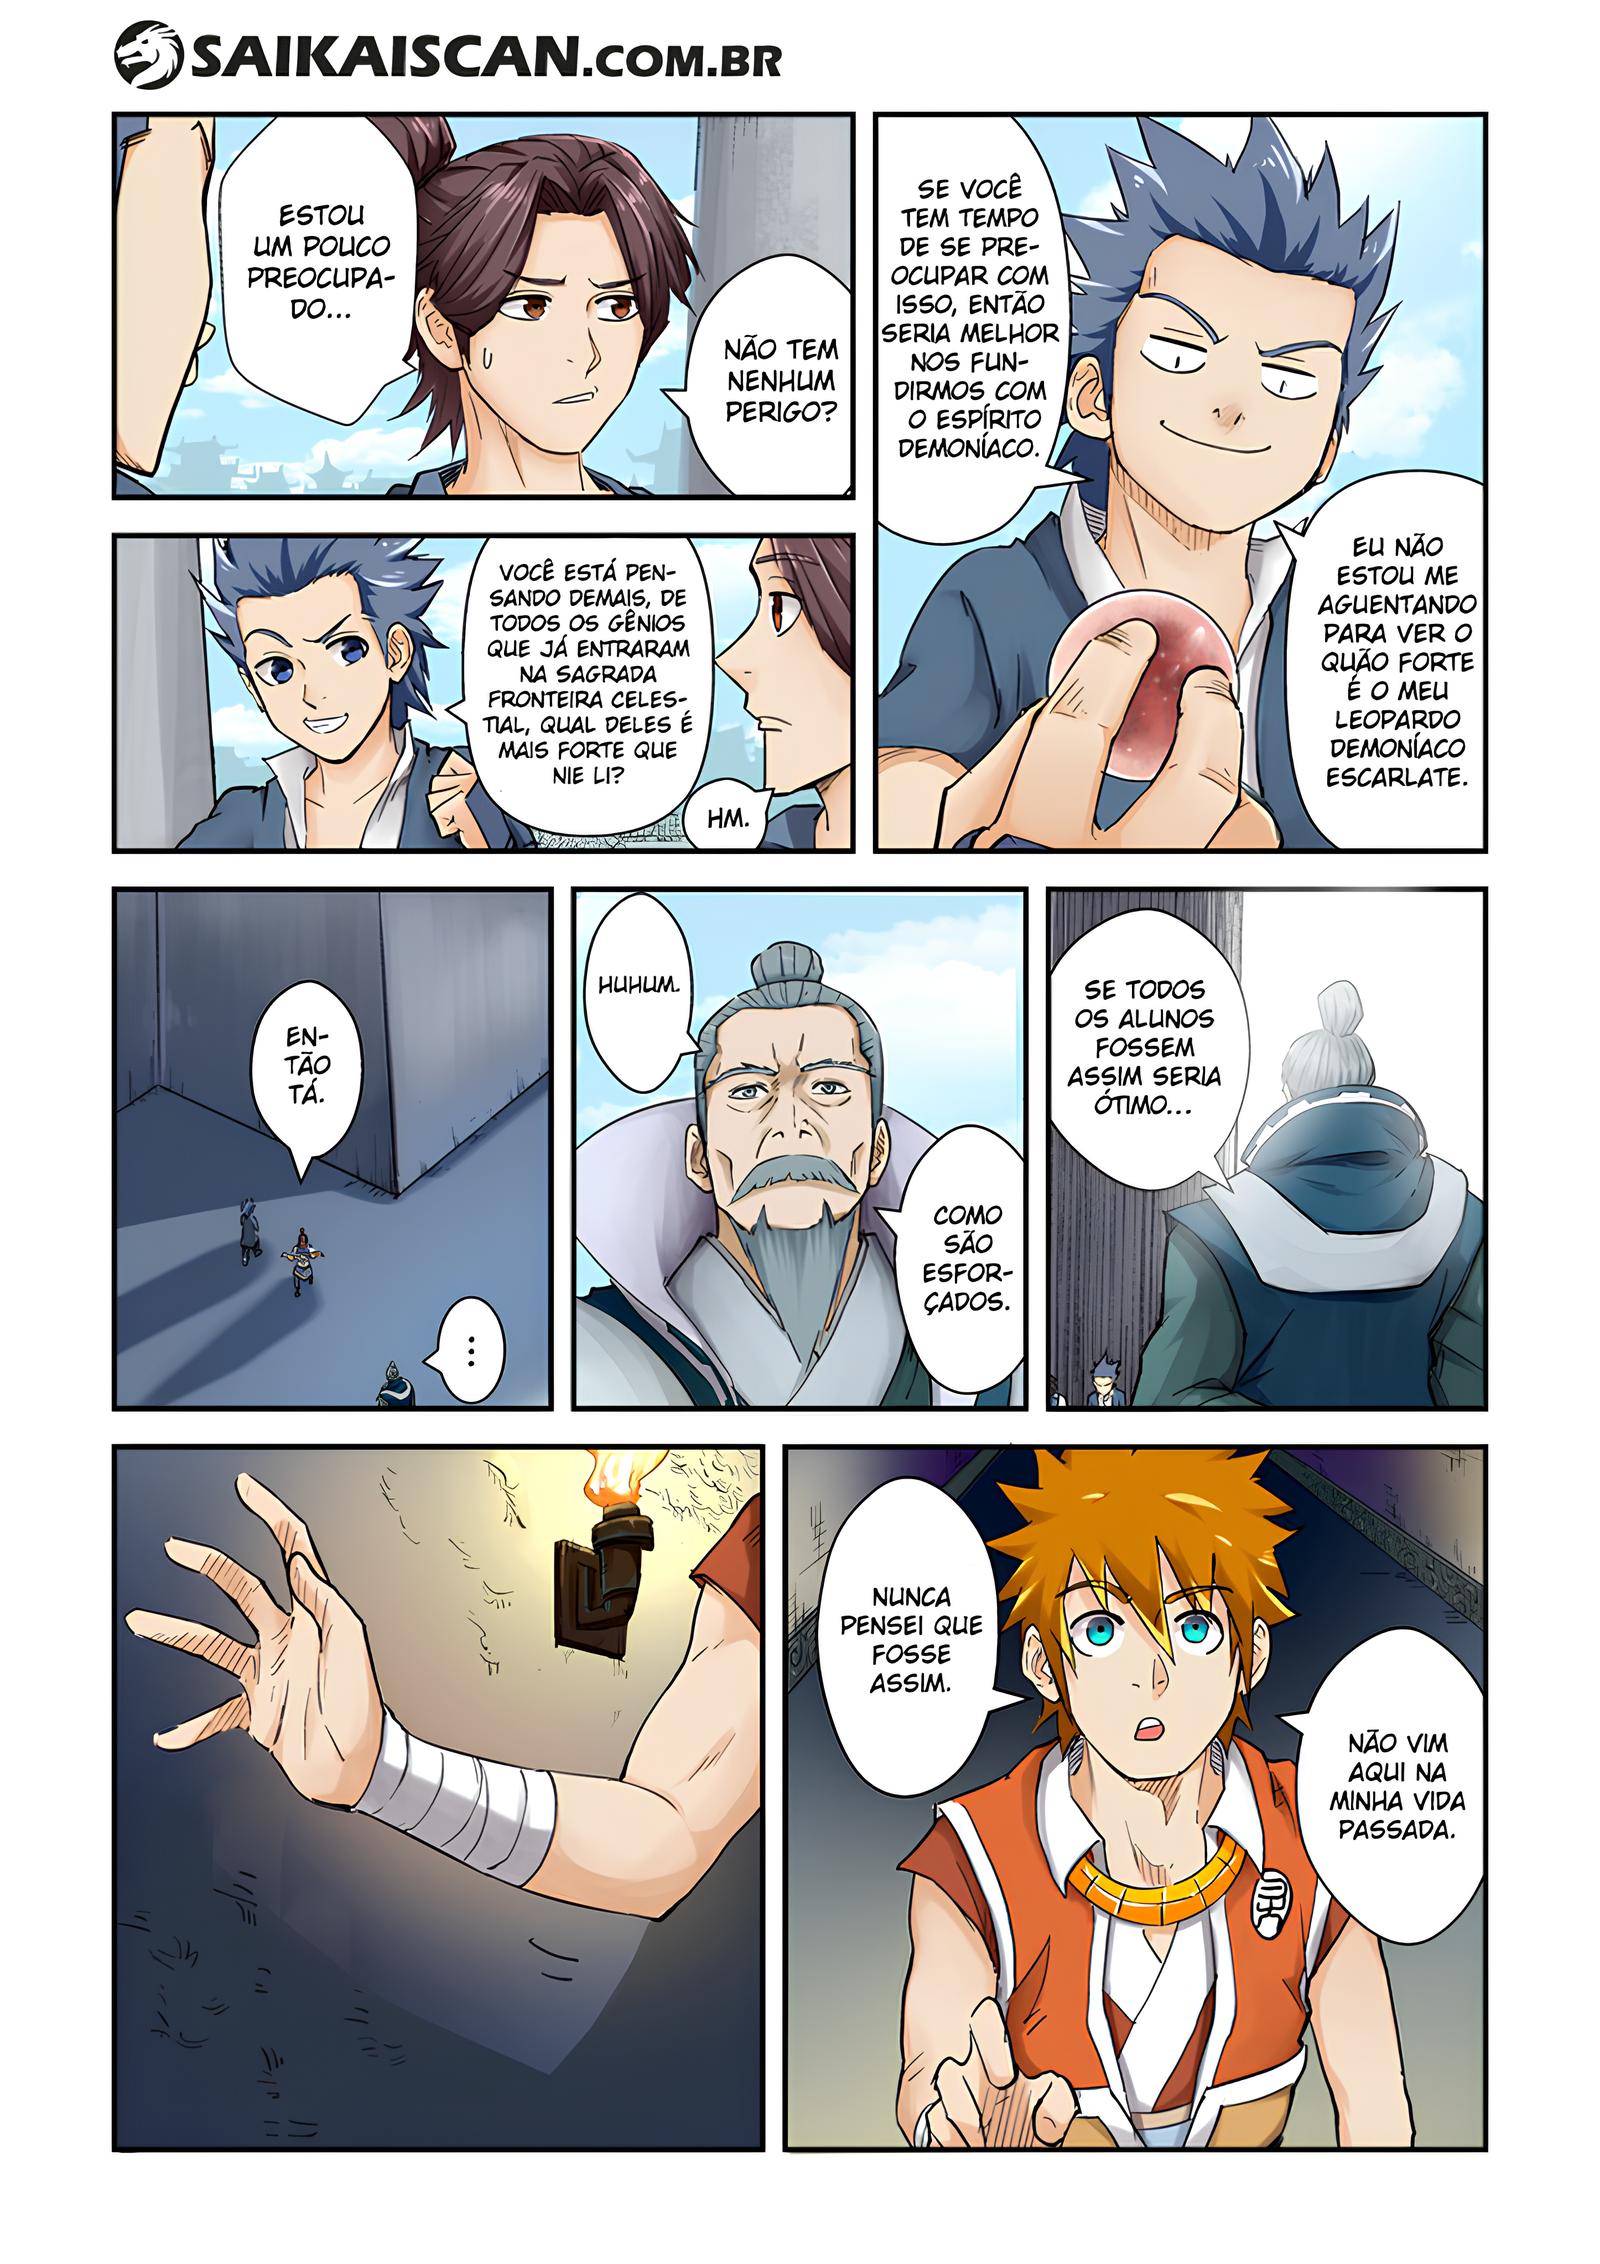 SAIKAISCAN.COM.BR
ESTOU
UM POUCO
PREOCUPA-
DO...
NÃO TEM
NENHUM
PERIGO?
SE VOCÊ
TEM TEMPO
DE SE PRE-
OCUPAR COM
ISSO, ENTÃO
SERIA MELHOR
NOS FUN-
DIRMOS COM
O ESPÍRITO
DEMONÍACO.
EU NÃO
ESTOU ME
AGUENTANDO
PARA VER O
QUÃO FORTE
É O MEU
LEOPARDO
DEMONÍACO
ESCARLATE.
VOCÊ ESTÁ PEN-
SANDO DEMAIS, DE
TODOS OS GÊNIOS
QUE JÁ ENTRARAM
NA SAGRADA
FRONTEIRA CELES-
TIAL, QUAL DELES É
MAIS FORTE QUE
NIE LI?
HM.
EN-
TÃO
TÁ.
...
HUHUM.
COMO
SÃO
ESFOR-
ÇADOS.
SE TODOS
OS ALUNOS
FOSSEM
ASSIM SERIA
ÓTIMO...
NUNCA
PENSEI QUE
FOSSE
ASSIM.
NÃO VIM
AQUI NA
MINHA VIDA
PASSADA.